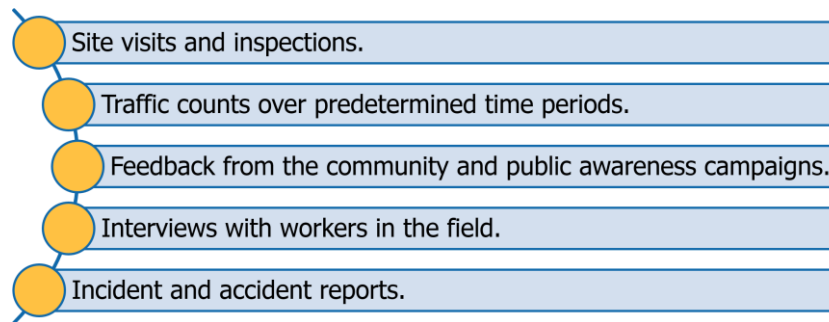 Site visits and inspections.
Traffic counts over predetermined time periods.
Feedback from the community and public awareness campaigns.
Interviews with workers in the field.
Incident and accident reports.